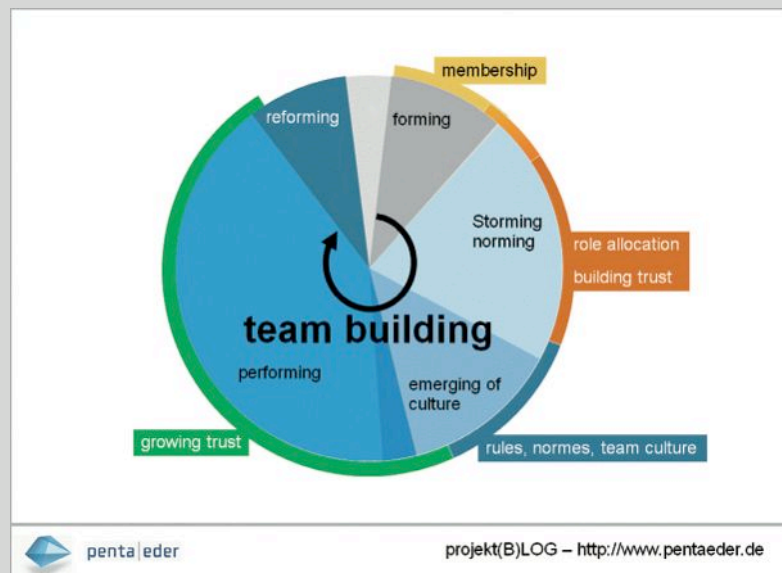 membership
reforming
forming
Storming
norming
role allocation
building trust
team building
performing
emerging of
culture
growing trust
rules, normes, team culture
penta|eder
projekt(B)LOG – http://www.pentaeder.de